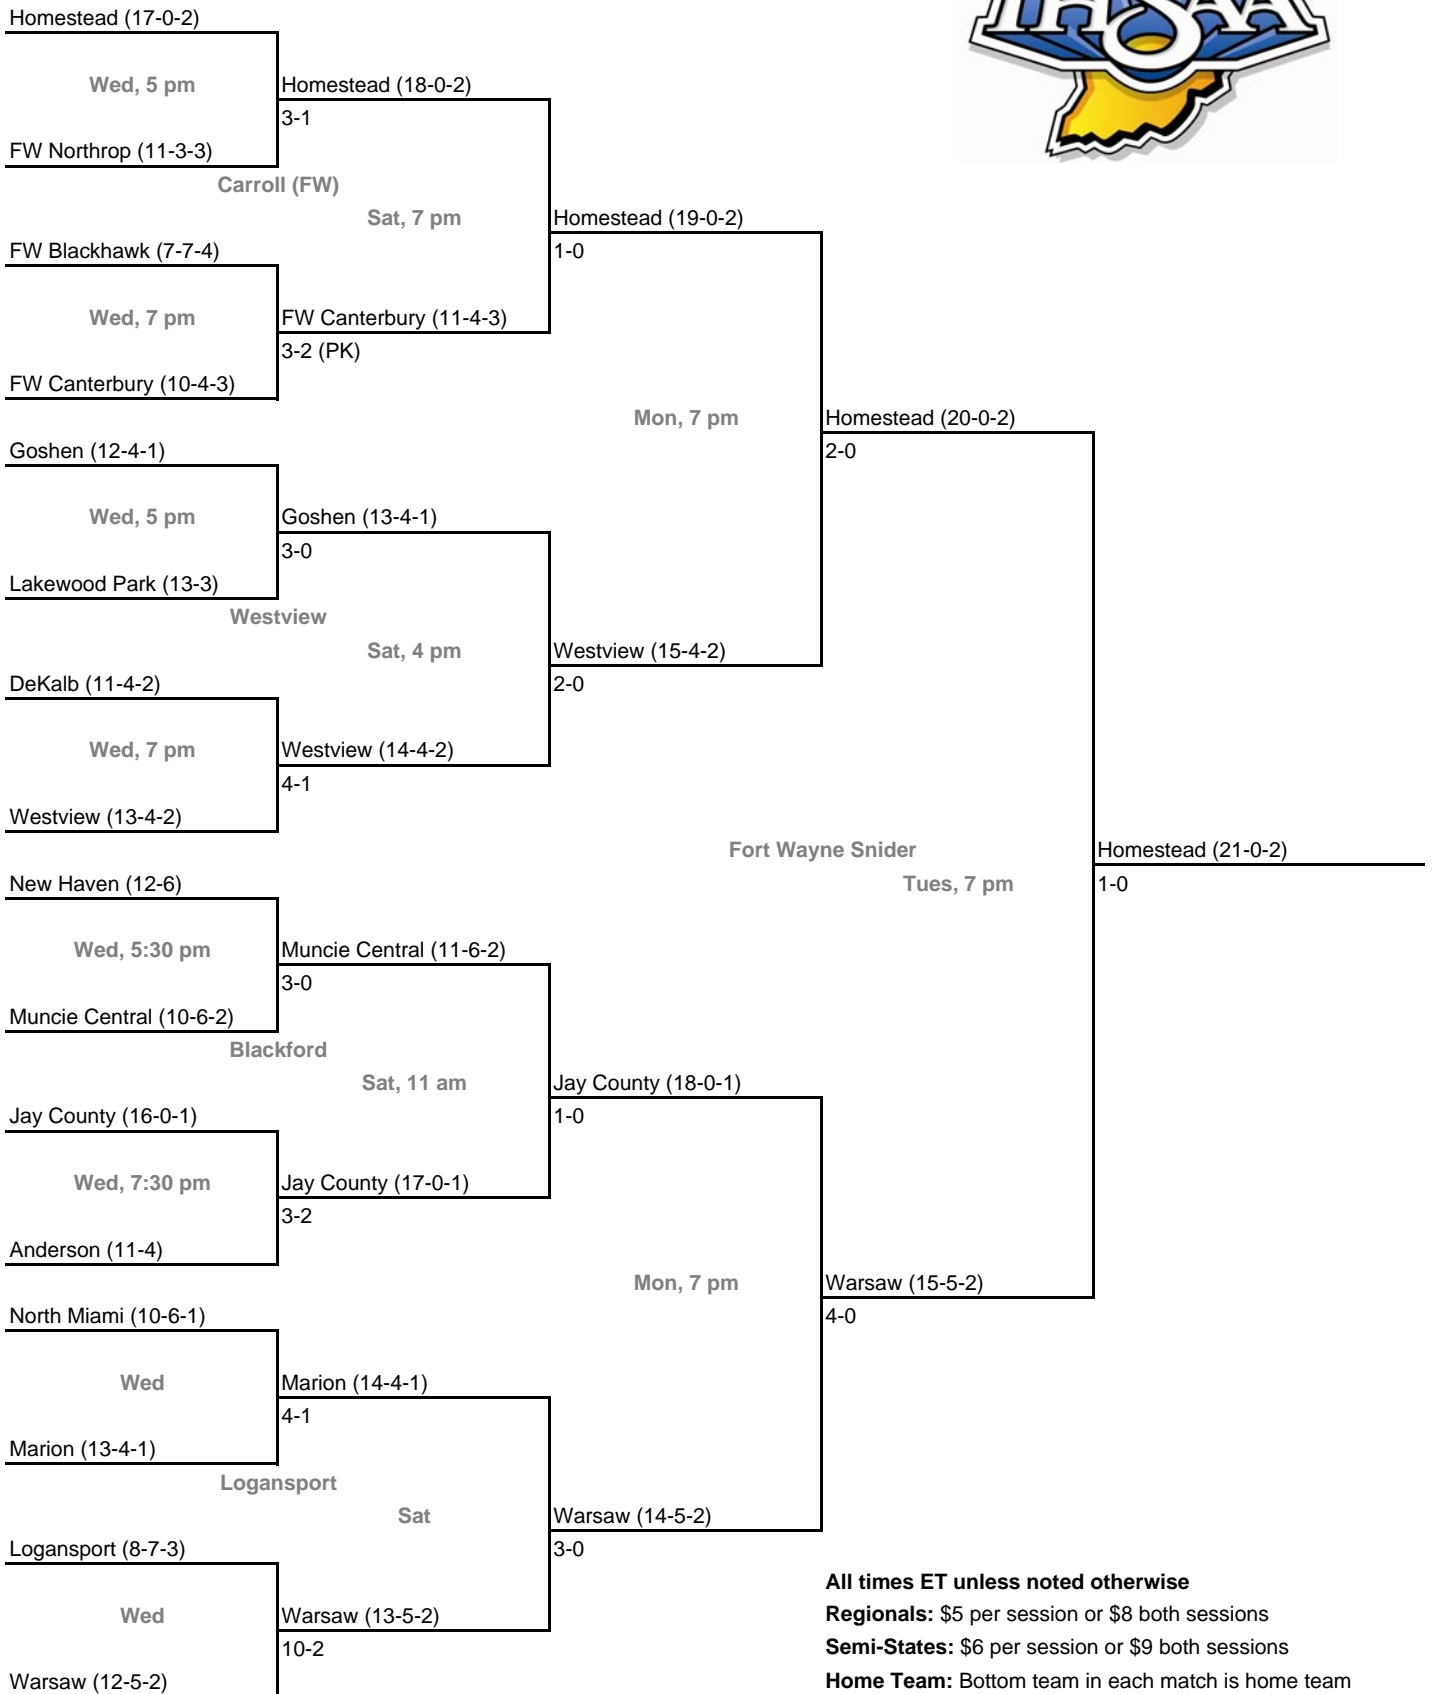 IHSAA
Homestead (17-0-2)
Wed, 5 pm
Homestead (18-0-2)
3-1
FW Northrop (11-3-3)
Carroll (FW)
Sat, 7 pm
Homestead (19-0-2)
1-0
FW Blackhawk (7-7-4)
Wed, 7 pm
FW Canterbury (11-4-3)
3-2 (PK)
FW Canterbury (10-4-3)
Mon, 7 pm
Homestead (20-0-2)
2-0
Goshen (12-4-1)
Wed, 5 pm
Goshen (13-4-1)
3-0
Lakewood Park (13-3)
Westview
Sat, 4 pm
Westview (15-4-2)
2-0
DeKalb (11-4-2)
Wed, 7 pm
Westview (14-4-2)
4-1
Westview (13-4-2)
Fort Wayne Snider
Tues, 7 pm
Homestead (21-0-2)
1-0
New Haven (12-6)
Wed, 5:30 pm
Muncie Central (11-6-2)
3-0
Muncie Central (10-6-2)
Blackford
Sat, 11 am
Jay County (18-0-1)
1-0
Jay County (16-0-1)
Wed, 7:30 pm
Jay County (17-0-1)
3-2
Anderson (11-4)
Mon, 7 pm
Warsaw (15-5-2)
4-0
North Miami (10-6-1)
Wed
Marion (14-4-1)
4-1
Marion (13-4-1)
Logansport
Sat
Warsaw (14-5-2)
3-0
Logansport (8-7-3)
Wed
Warsaw (13-5-2)
10-2
Warsaw (12-5-2)
All times ET unless noted otherwise
Regionals: $5 per session or $8 both sessions
Semi-States: $6 per session or $9 both sessions
Home Team: Bottom team in each match is home team